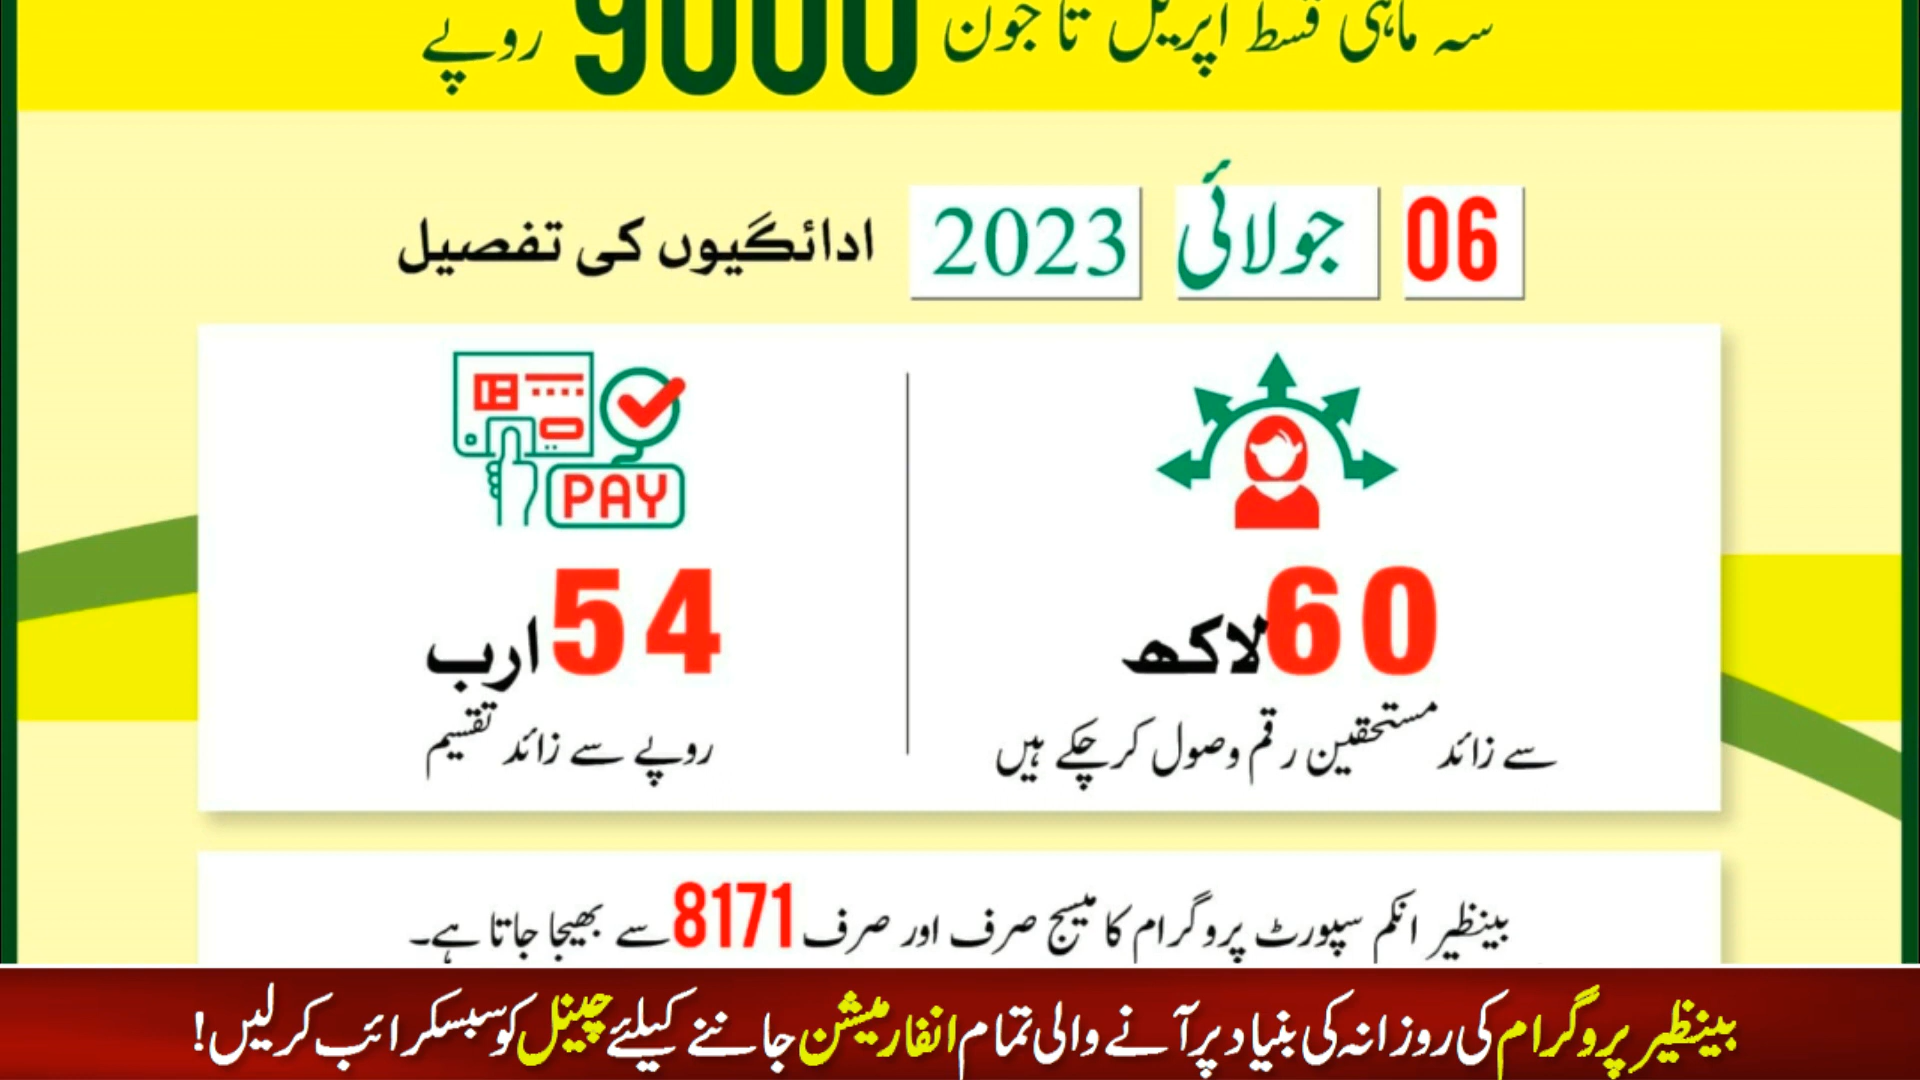 سہ ماہی قسط اپریل تا جون 9000 روپے
06 جولائی 2023 ادائگیوں کی تفصیل
60 لاکھ
سے زائد مستحقین رقم وصول کر چکے ہیں
PAY
54 ارب
روپے سے زائد تقسیم
بینظیر انکم سپورٹ پروگرام کا میسج صرف اور صرف 8171 سے بھیجا جاتا ہے۔
بینظیر پروگرام کی روزانہ کی بنیاد پر آنے والی تمام انفارمیشن جاننے کیلئے چینل کو سبسکرائب کرلیں!